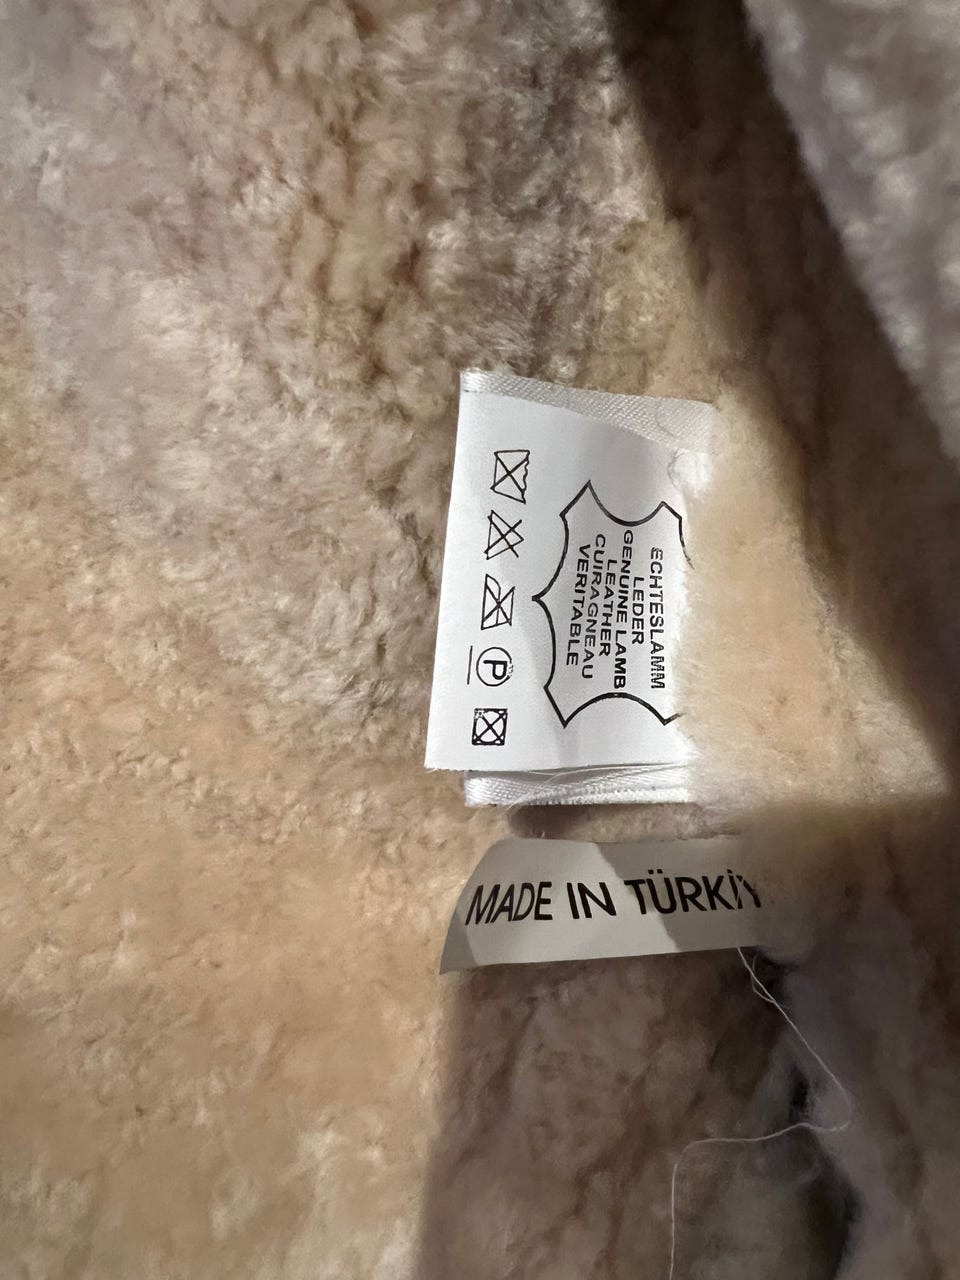 ECHTESLAMM
LEDER
GENUINE LAMB
LEATHER
CUIRAGNEAU
VERITABLE
P
MADE IN TÜRKİY